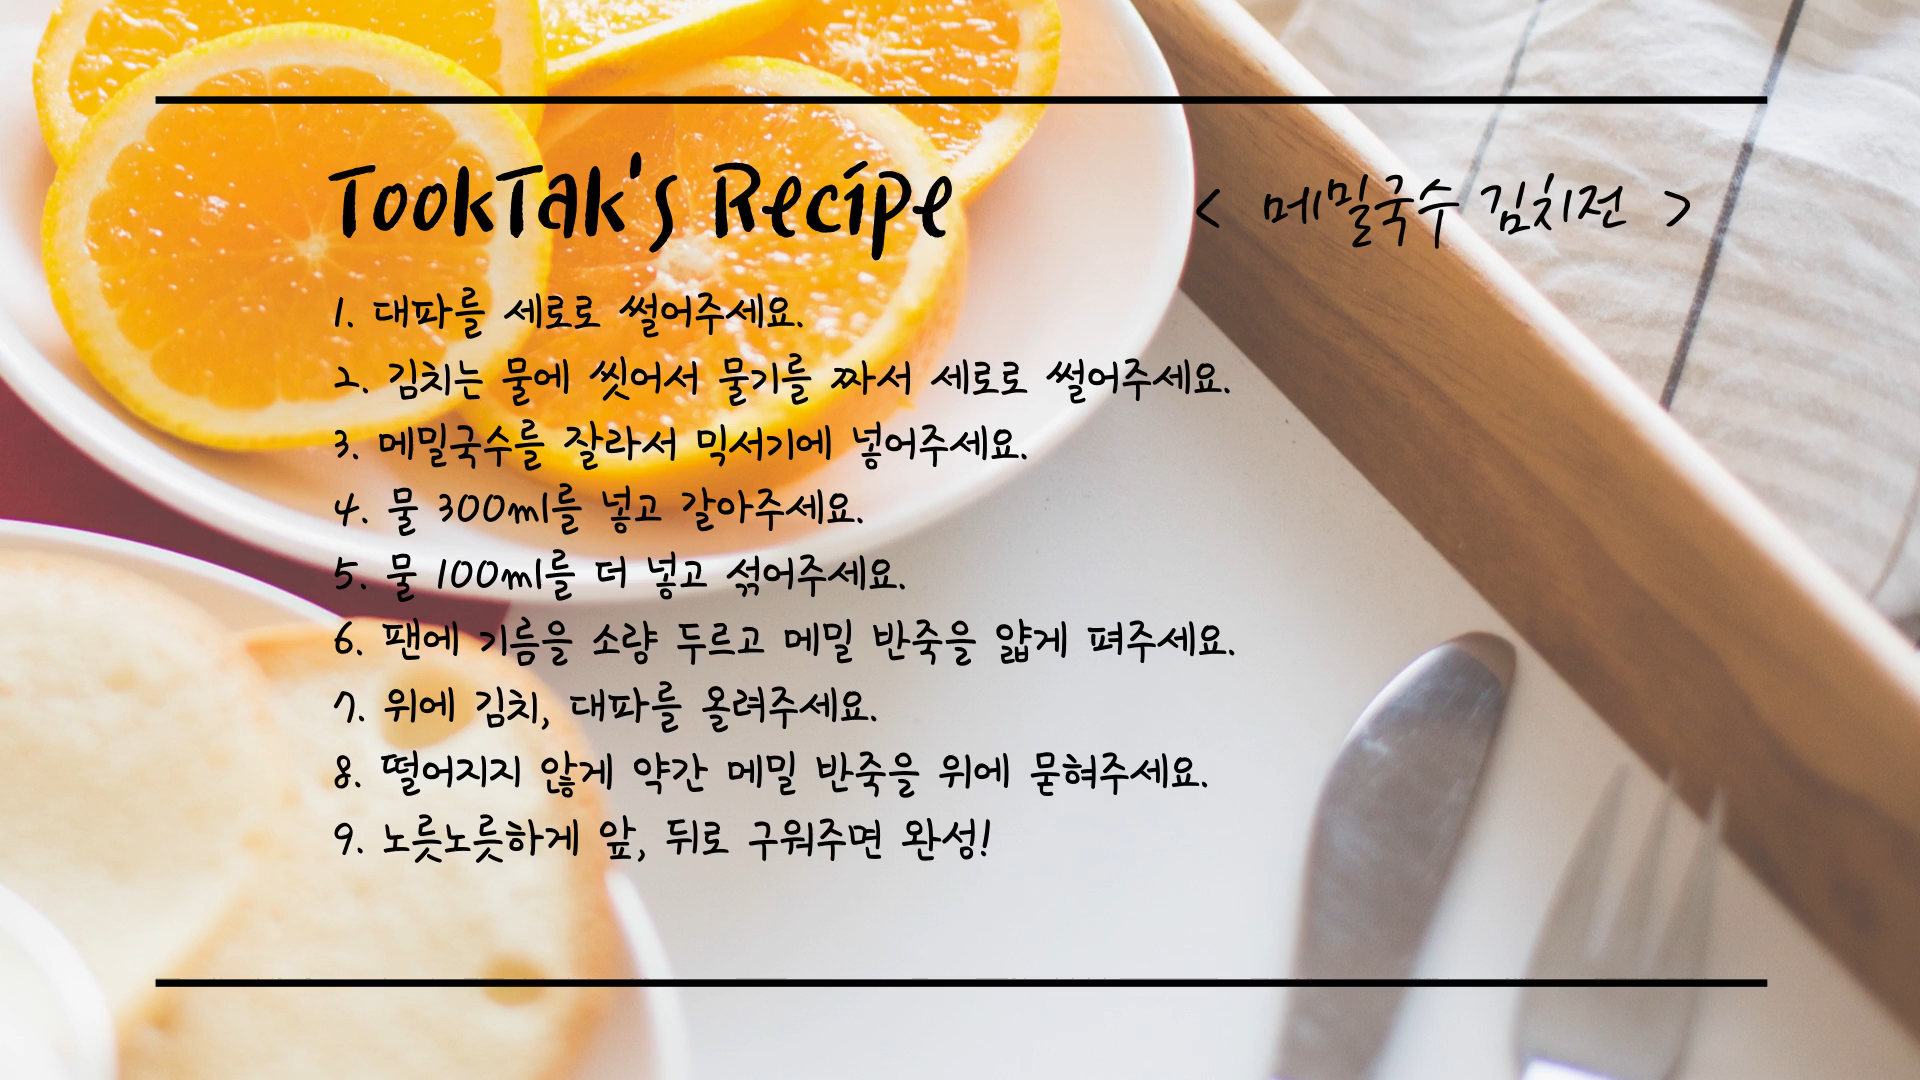 TookTak's Recipe < 메밀국수 김치전 >
1. 대파를 세로로 썰어주세요.
2. 김치는 물에 씻어서 물기를 짜서 세로로 썰어주세요.
3. 메밀국수를 잘라서 믹서기에 넣어주세요.
4. 물 300ml를 넣고 갈아주세요.
5. 물 100ml를 더 넣고 섞어주세요.
6. 팬에 기름을 소량 두르고 메밀 반죽을 얇게 펴주세요.
7. 위에 김치, 대파를 올려주세요.
8. 떨어지지 않게 약간 메밀 반죽을 위에 묻혀주세요.
9. 노릇노릇하게 앞, 뒤로 구워주면 완성!